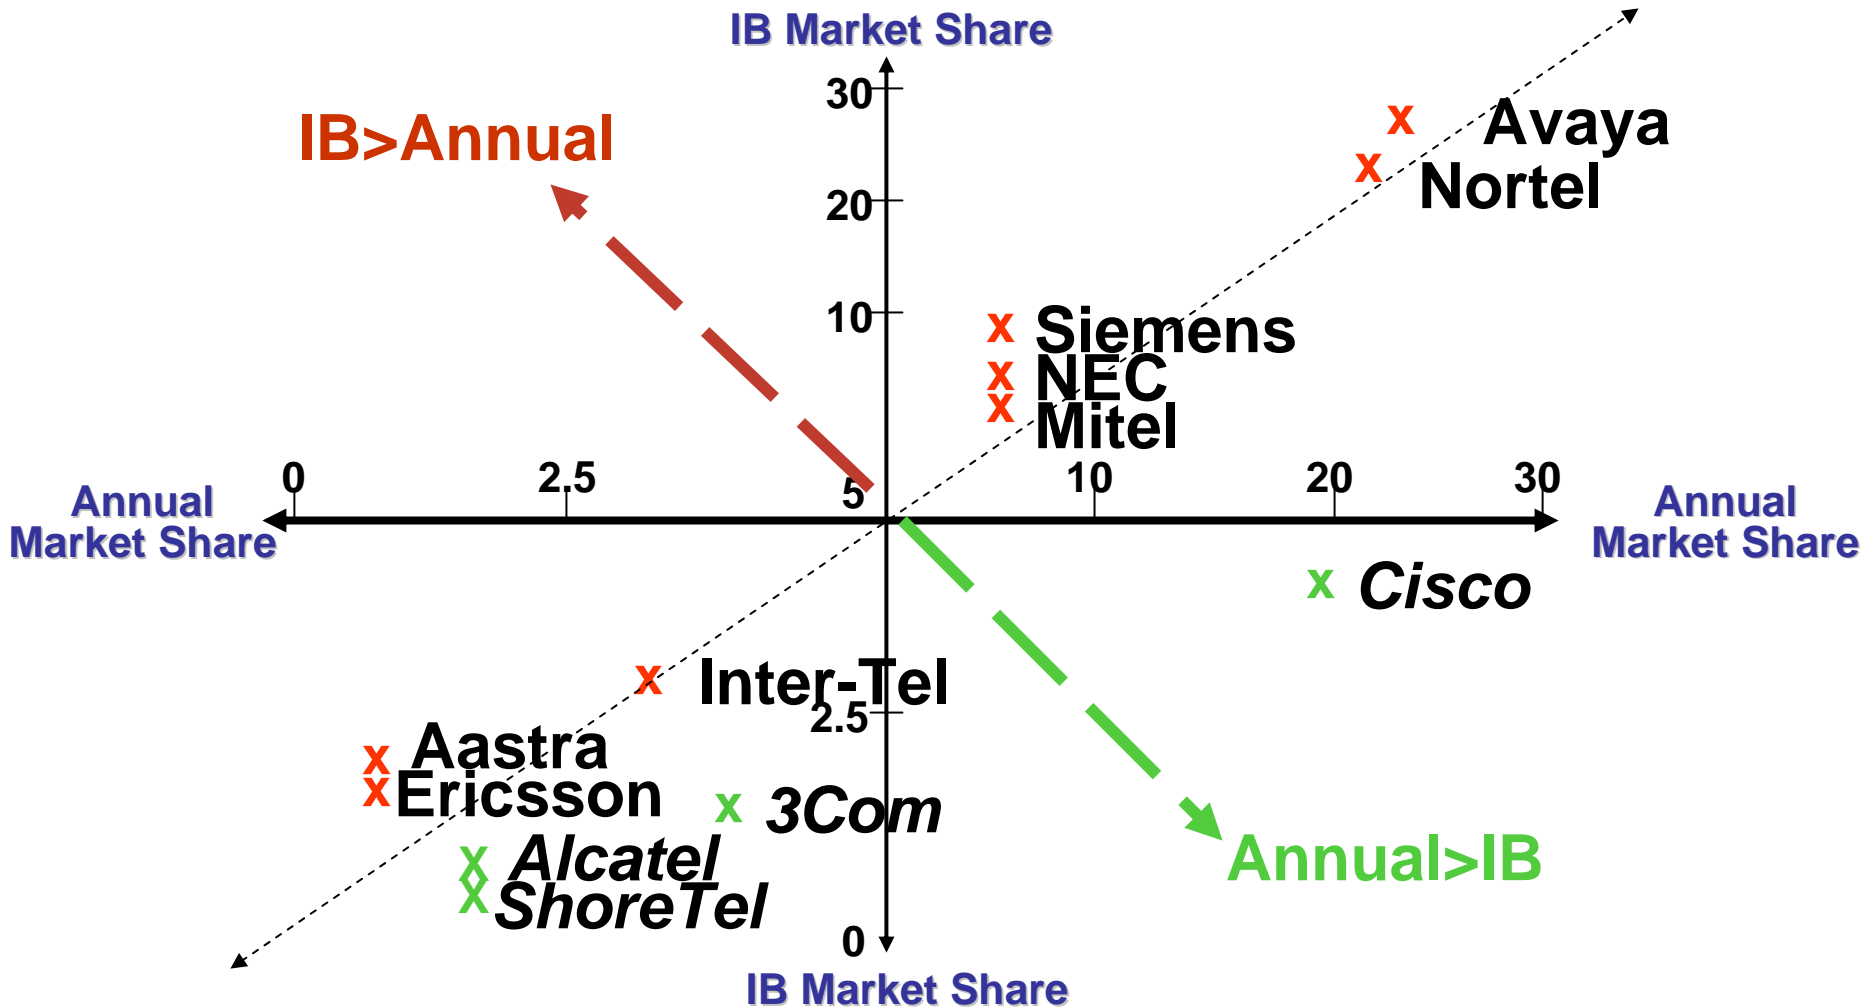 IB Market Share
30
IB>Annual
x Avaya
x Nortel
20
10
x Siemens
x NEC
x Mitel
0 2.5 5 10 20 30
Annual
Market Share
Annual
Market Share
x Cisco
x Inter-Tel
2.5
x Aastra
x Ericsson
x 3Com
x Alcatel
x ShoreTel
Annual>IB
0
IB Market Share